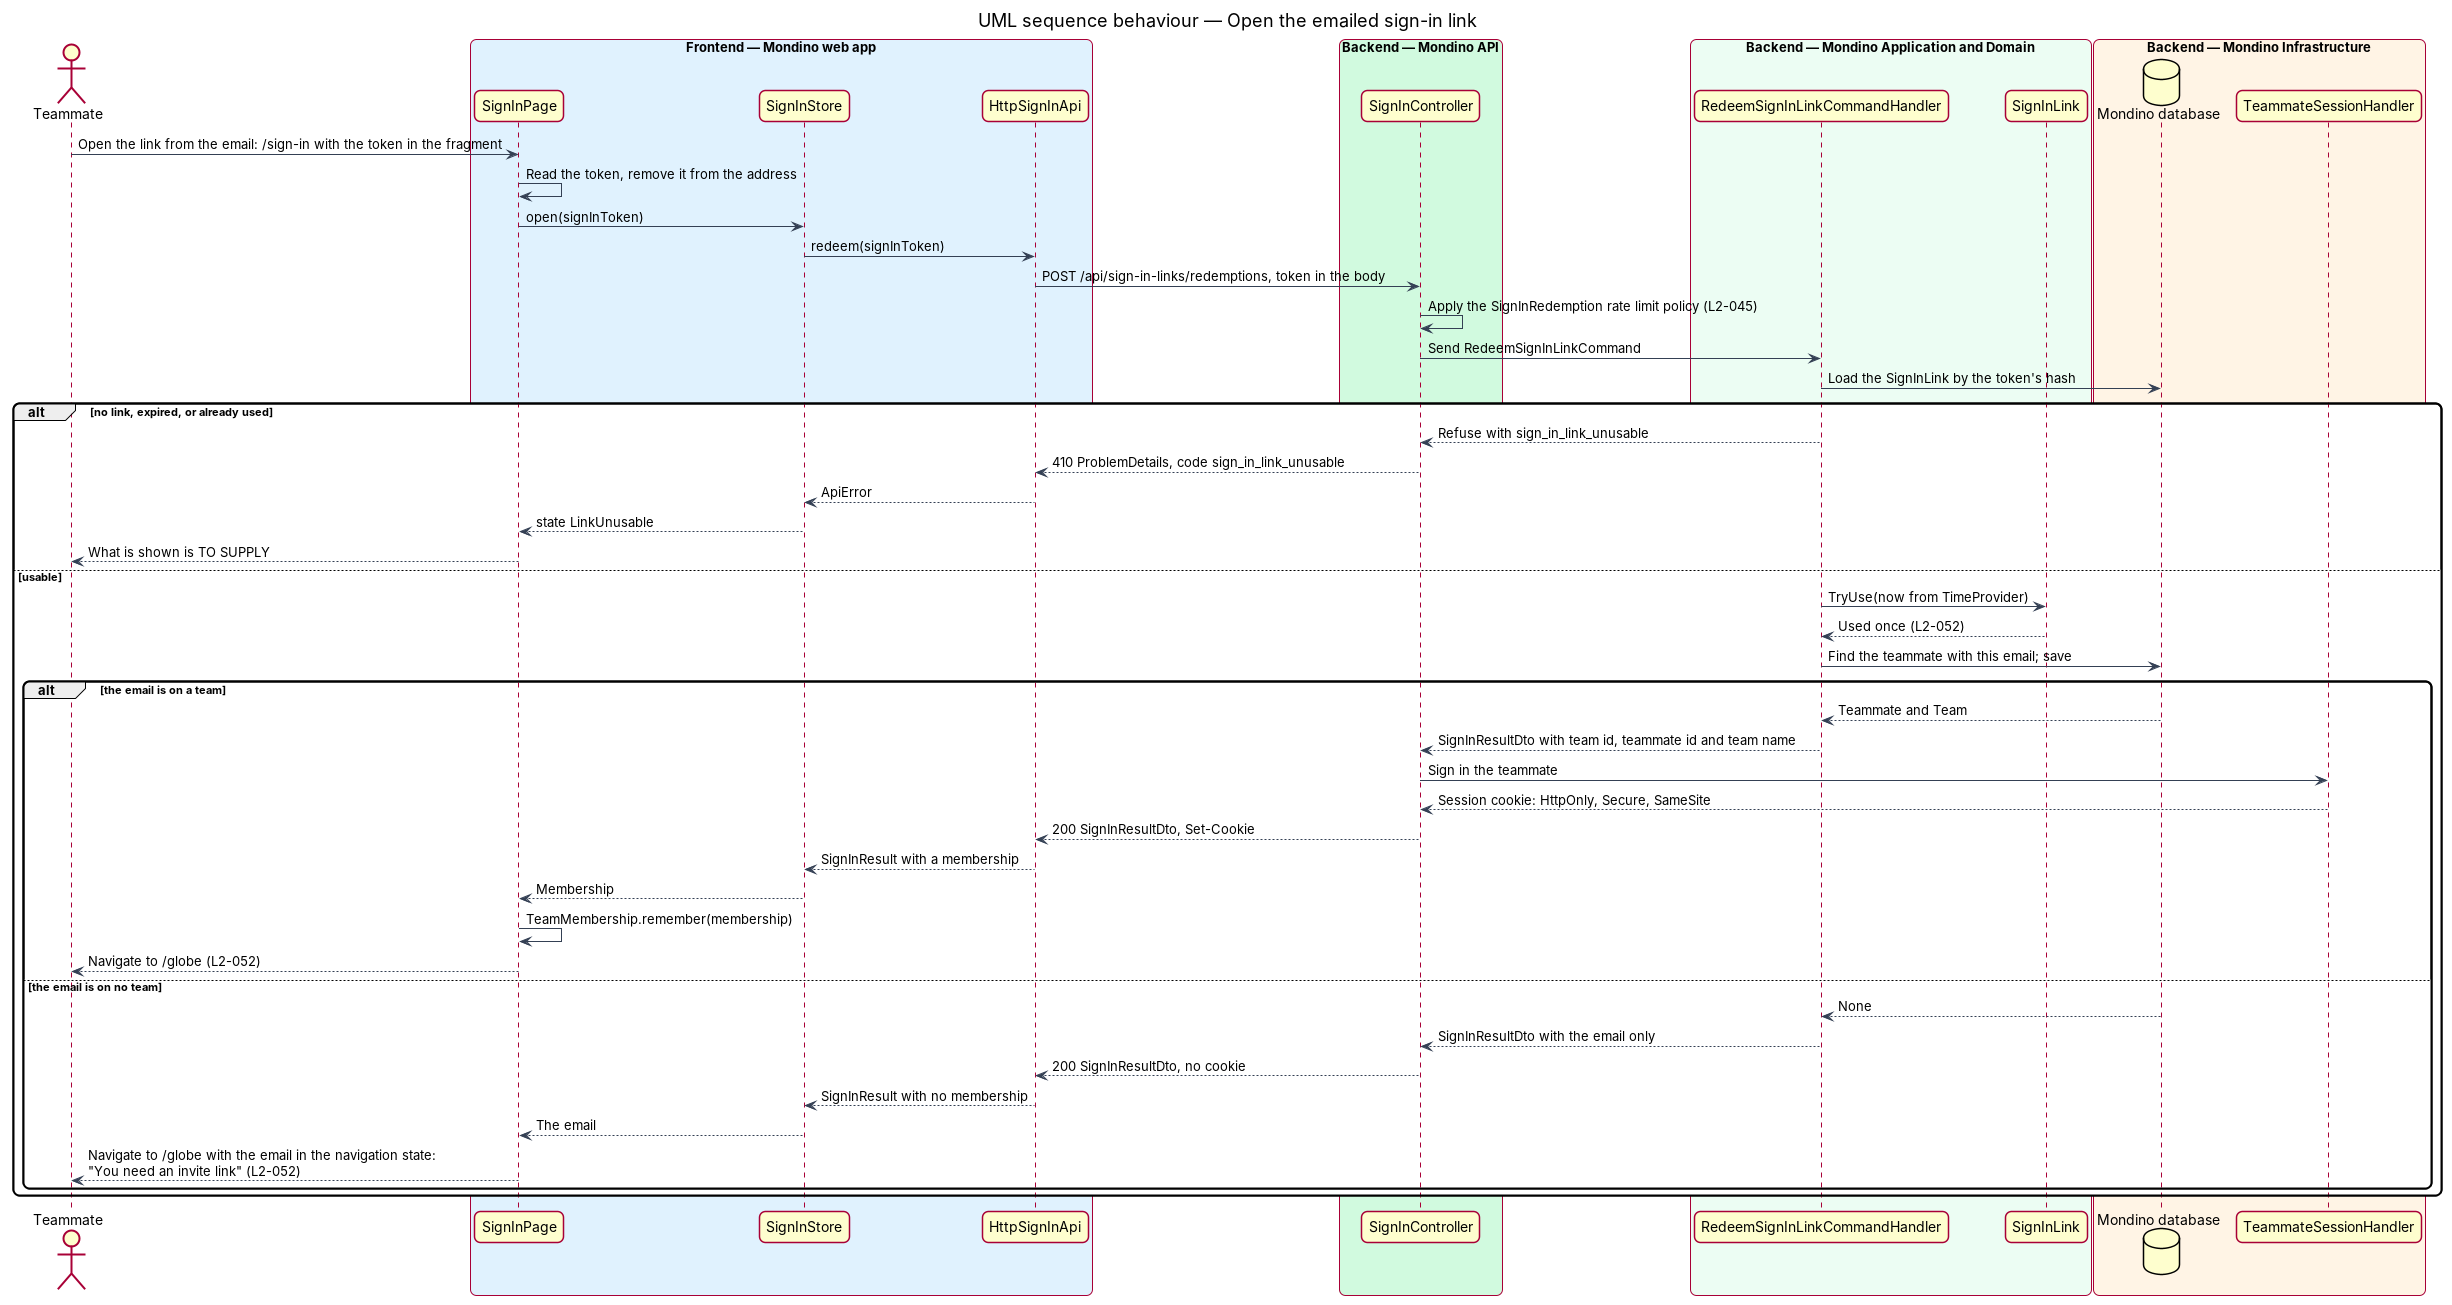 UML sequence behaviour — Open the emailed sign-in link
Frontend — Mondino web app
Backend — Mondino API
Backend — Mondino Application and Domain
Backend — Mondino Infrastructure
Teammate
SignInPage
SignInStore
HttpSignInApi
SignInController
RedeemSignInLinkCommandHandler
SignInLink
Mondino database
TeammateSessionHandler
Open the link from the email: /sign-in with the token in the fragment
Read the token, remove it from the address
open(signInToken)
redeem(signInToken)
POST /api/sign-in-links/redemptions, token in the body
Apply the SignInRedemption rate limit policy (L2-045)
Send RedeemSignInLinkCommand
Load the SignInLink by the token's hash
alt [no link, expired, or already used]
Refuse with sign_in_link_unusable
410 ProblemDetails, code sign_in_link_unusable
ApiError
state LinkUnusable
What is shown is TO SUPPLY
[usable]
TryUse(now from TimeProvider)
Used once (L2-052)
Find the teammate with this email; save
alt [the email is on a team]
Teammate and Team
SignInResultDto with team id, teammate id and team name
Sign in the teammate
Session cookie: HttpOnly, Secure, SameSite
200 SignInResultDto, Set-Cookie
SignInResult with a membership
Membership
TeamMembership.remember(membership)
Navigate to /globe (L2-052)
[the email is on no team]
None
SignInResultDto with the email only
200 SignInResultDto, no cookie
SignInResult with no membership
The email
Navigate to /globe with the email in the navigation state:
"You need an invite link" (L2-052)
Teammate
SignInPage
SignInStore
HttpSignInApi
SignInController
RedeemSignInLinkCommandHandler
SignInLink
Mondino database
TeammateSessionHandler